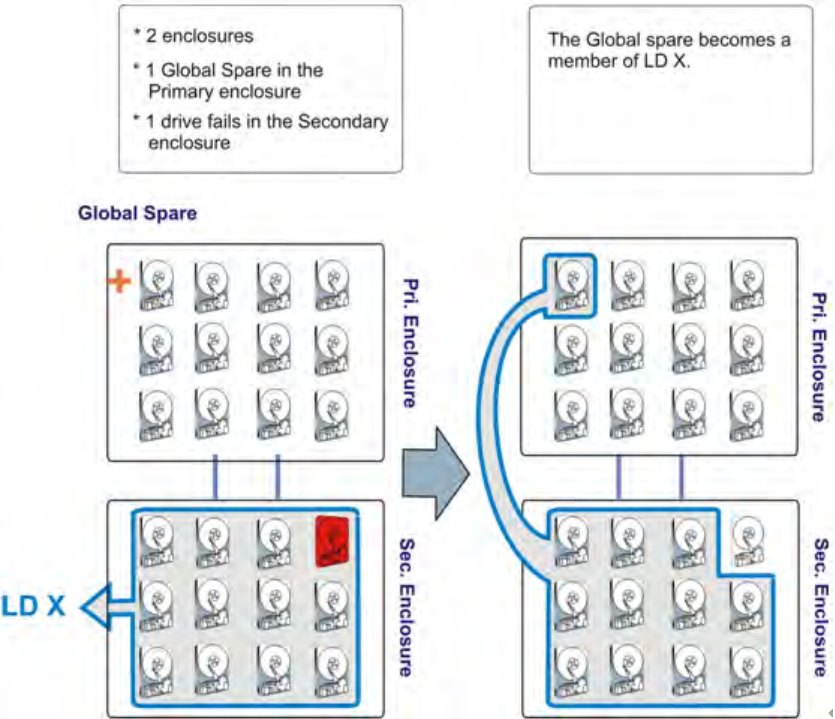 * 2 enclosures
* 1 Global Spare in the
Primary enclosure
* 1 drive fails in the Secondary
enclosure
The Global spare becomes a
member of LD X.
Global Spare
Pri. Enclosure
Pri. Enclosure
LD X
Sec. Enclosure
Sec. Enclosure